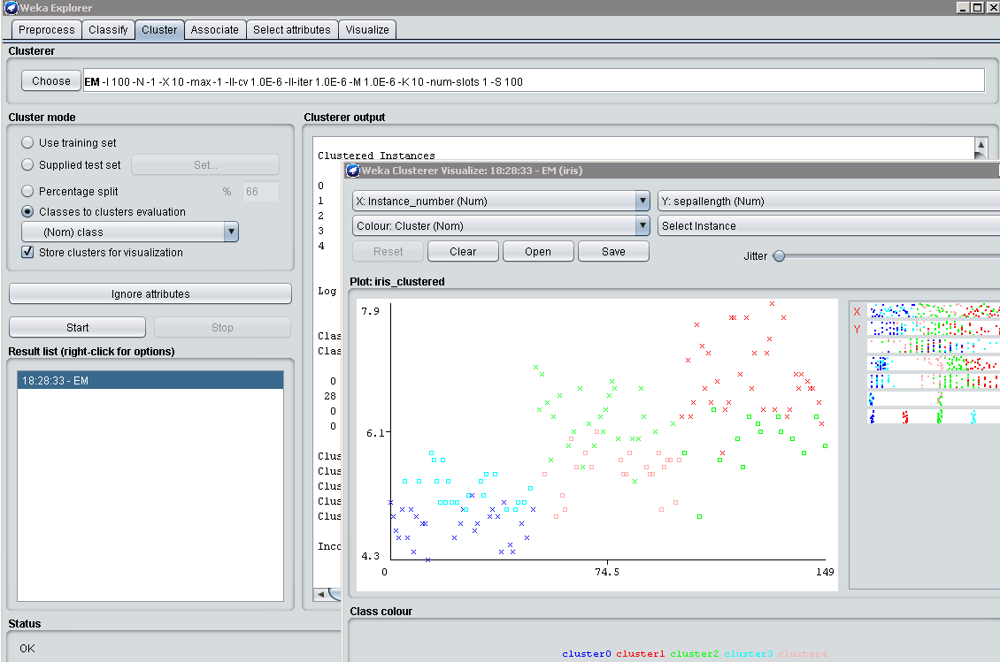 Weka Explorer
Preprocess Classify Cluster Associate Select attributes Visualize
Clusterer
Choose EM -I 100 -N -1 -X 10 -max -1 -ll-cv 1.0E-6 -ll-iter 1.0E-6 -M 1.0E-6 -K 10 -num-slots 1 -S 100
Cluster mode
Use training set
Supplied test set Set...
Percentage split % 66
Classes to clusters evaluation
(Nom) class
Store clusters for visualization
Ignore attributes
Start Stop
Result list (right-click for options)
18:28:33 - EM
Clusterer output
Clustered Instances
0
1
2
3
4
Log
Clas
Clas
0
28
0
0
Clus
Clus
Clus
Clus
Clus
Inco
Weka Clusterer Visualize: 18:28:33 - EM (iris)
X: Instance_number (Num) Y: sepallength (Num)
Colour: Cluster (Nom) Select Instance
Reset Clear Open Save Jitter
Plot: iris_clustered
7.9
6.1
4.3
0 74.5 149
X
Y
Class colour
cluster0 cluster1 cluster2 cluster3 cluster4
Status
OK